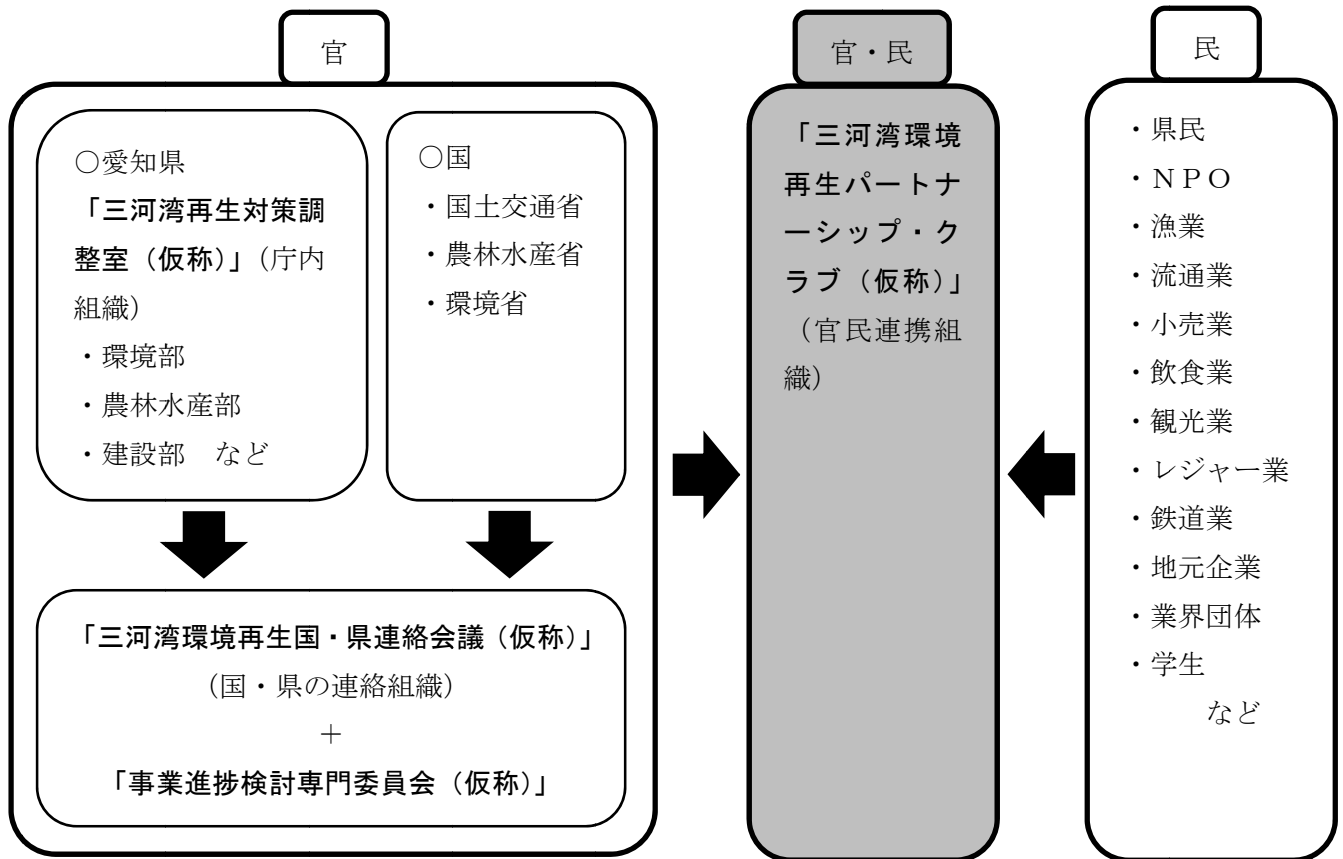 官
○愛知県
「三河湾再生対策調
整室（仮称）」（庁内
組織）
・環境部
・農林水産部
・建設部　など
○国
・国土交通省
・農林水産省
・環境省
「三河湾環境再生国・県連絡会議（仮称）」
（国・県の連絡組織）
＋
「事業進捗検討専門委員会（仮称）」
官・民
「三河湾環境
再生パートナ
ーシップ・ク
ラブ（仮称）」
（官民連携組
織）
民
・県民
・ＮＰＯ
・漁業
・流通業
・小売業
・飲食業
・観光業
・レジャー業
・鉄道業
・地元企業
・業界団体
・学生
など